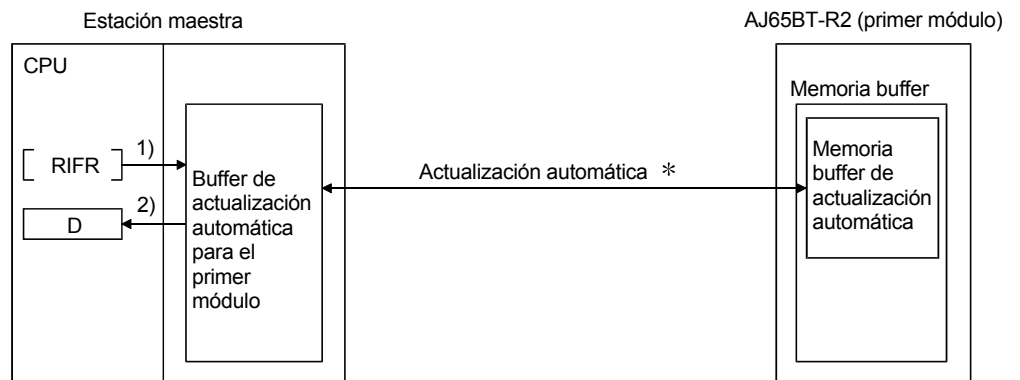 Estación maestra
AJ65BT-R2 (primer módulo)
CPU
RIFR
1)
D
2)
Buffer de
actualización
automática
para el
primer
módulo
Actualización automática *
Memoria buffer
Memoria
buffer de
actualización
automática